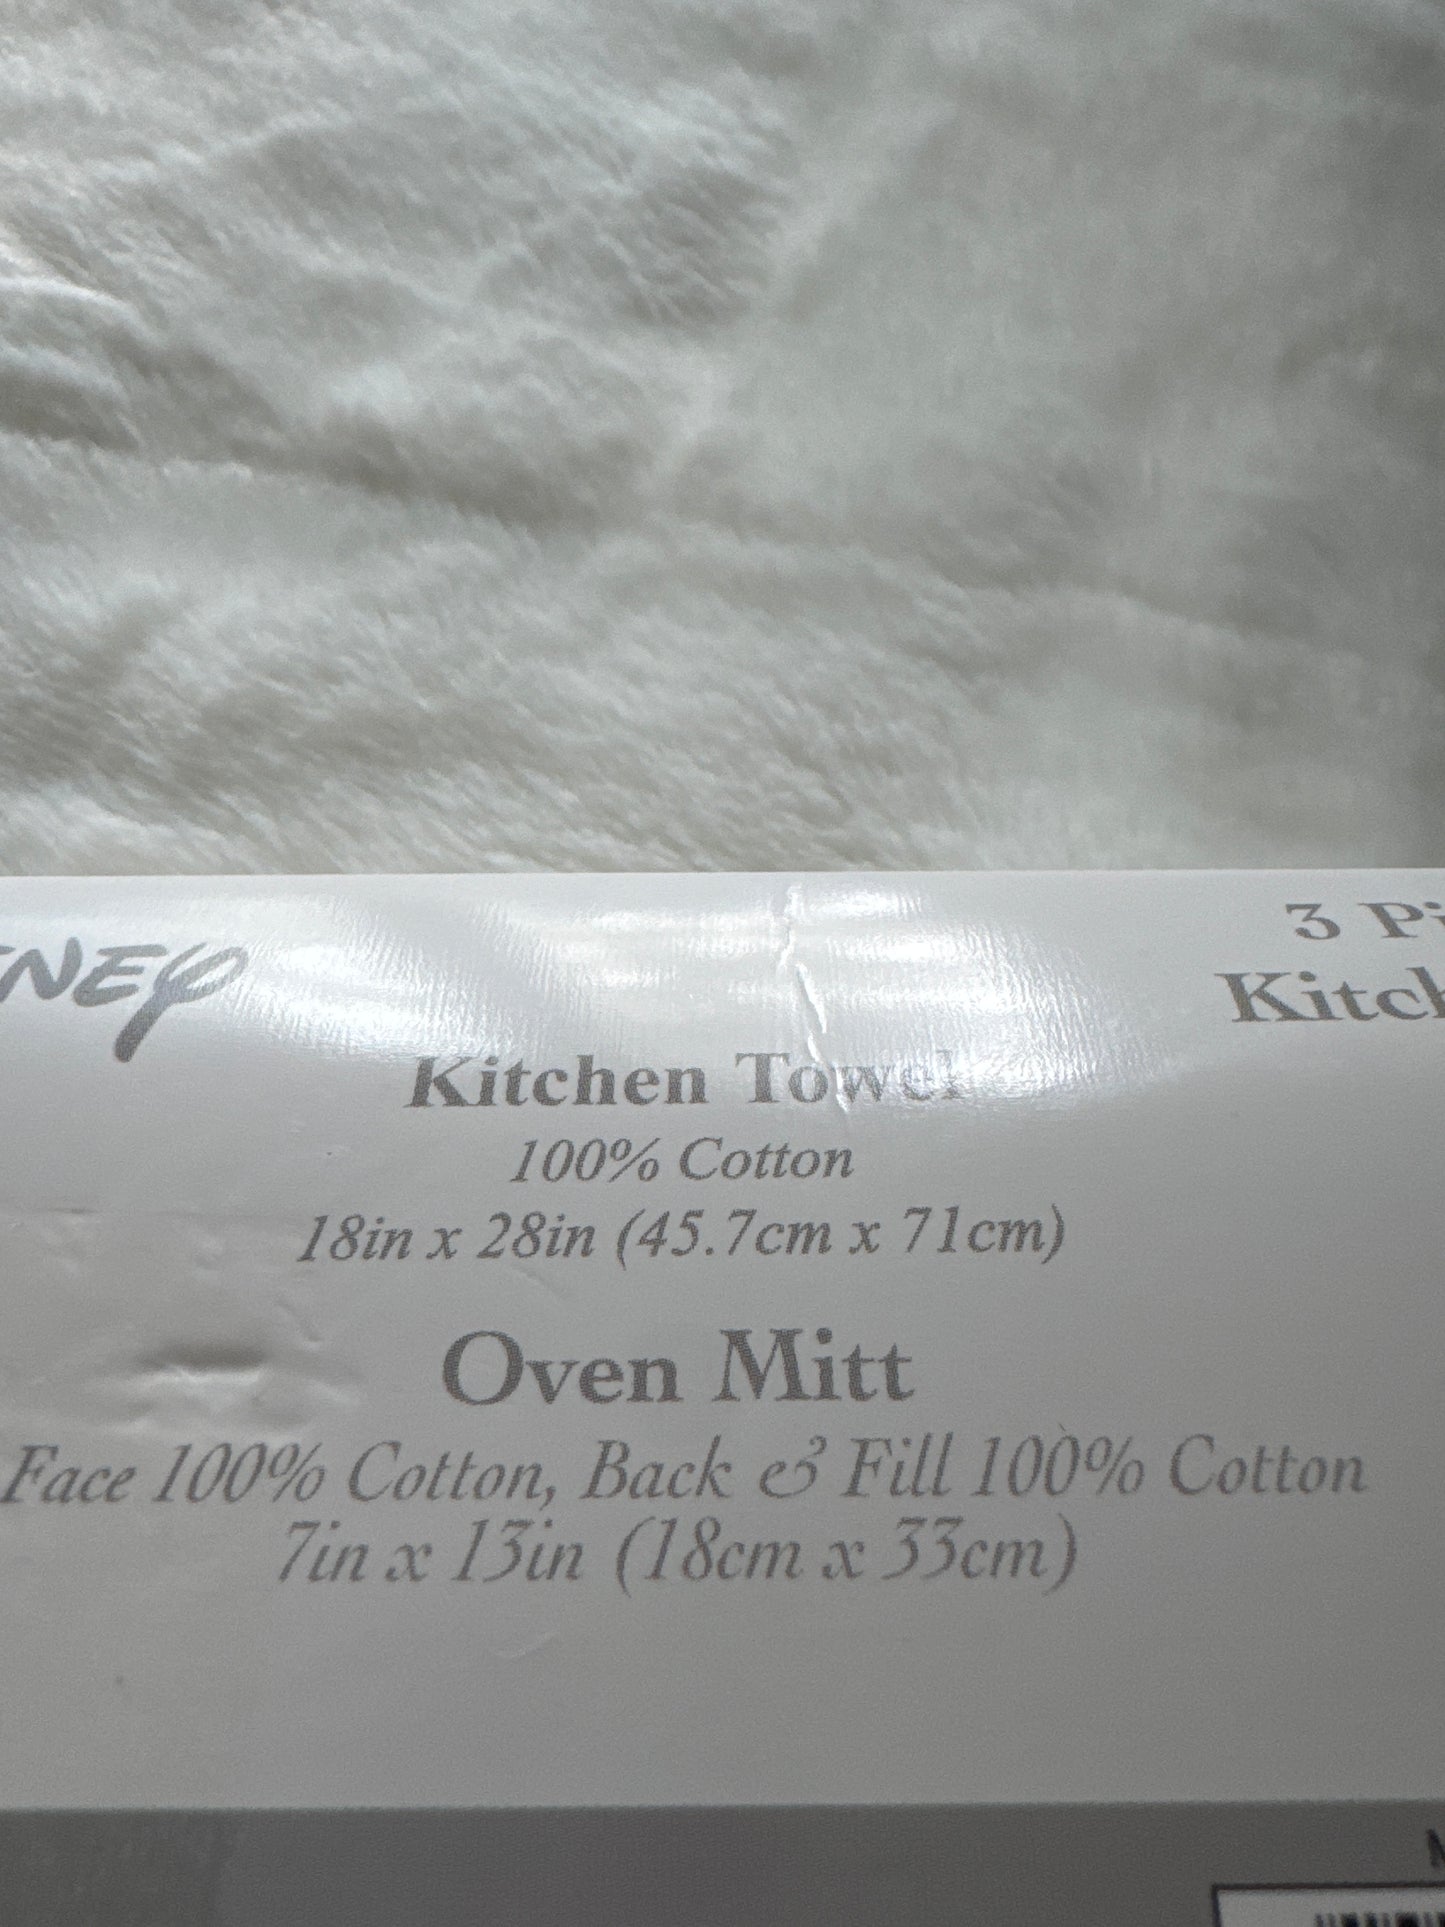 3
Kitchen Towel
100% Cotton
18in x 28in (45.7cm x 71cm)
Oven Mitt
Face 100% Cotton, Back & Fill 100% Cotton
7in x 13in (18cm x 33cm)